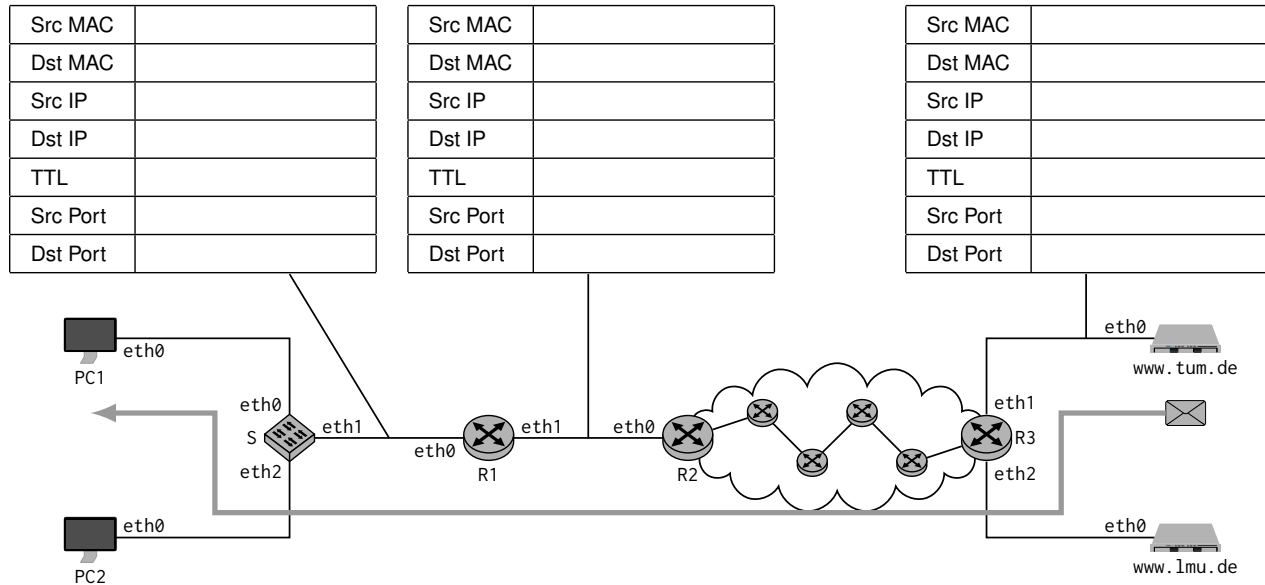 Src MAC
Dst MAC
Src IP
Dst IP
TTL
Src Port
Dst Port
Src MAC
Dst MAC
Src IP
Dst IP
TTL
Src Port
Dst Port
Src MAC
Dst MAC
Src IP
Dst IP
TTL
Src Port
Dst Port
eth0
PC1
eth0
www.tum.de
eth0
S
eth1
eth2
eth0
R1
eth1
eth0
R2
eth1
R3
eth2
eth0
PC2
eth0
www.lmu.de